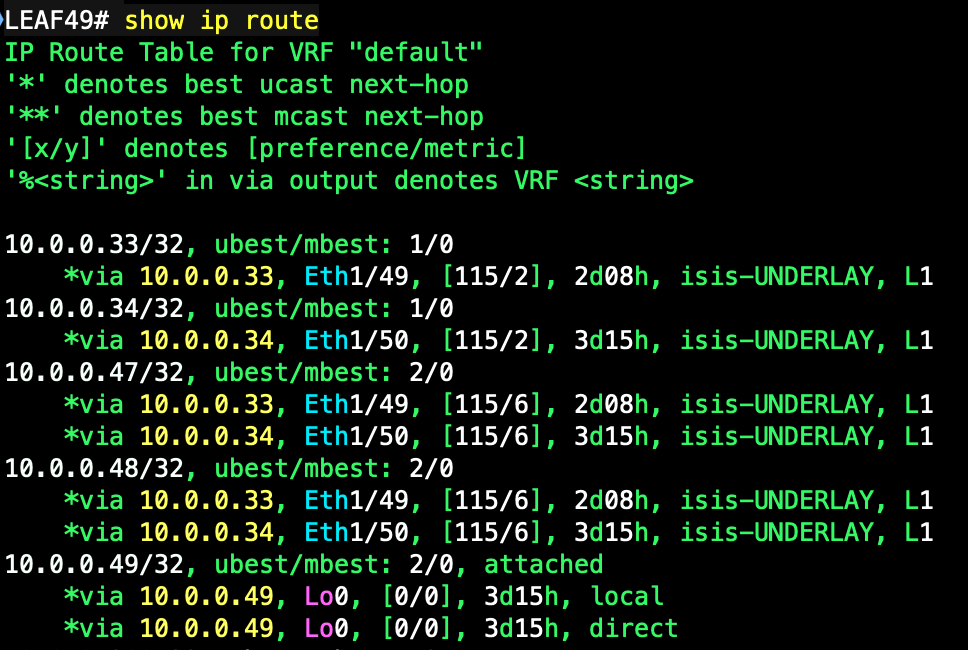 LEAF49# show ip route
IP Route Table for VRF "default"
'*' denotes best ucast next-hop
'**' denotes best mcast next-hop
'[x/y]' denotes [preference/metric]
'%<string>' in via output denotes VRF <string>

10.0.0.33/32, ubest/mbest: 1/0
    *via 10.0.0.33, Eth1/49, [115/2], 2d08h, isis-UNDERLAY, L1
10.0.0.34/32, ubest/mbest: 1/0
    *via 10.0.0.34, Eth1/50, [115/2], 3d15h, isis-UNDERLAY, L1
10.0.0.47/32, ubest/mbest: 2/0
    *via 10.0.0.33, Eth1/49, [115/6], 2d08h, isis-UNDERLAY, L1
    *via 10.0.0.34, Eth1/50, [115/6], 3d15h, isis-UNDERLAY, L1
10.0.0.48/32, ubest/mbest: 2/0
    *via 10.0.0.33, Eth1/49, [115/6], 2d08h, isis-UNDERLAY, L1
    *via 10.0.0.34, Eth1/50, [115/6], 3d15h, isis-UNDERLAY, L1
10.0.0.49/32, ubest/mbest: 2/0, attached
    *via 10.0.0.49, Lo0, [0/0], 3d15h, local
    *via 10.0.0.49, Lo0, [0/0], 3d15h, direct